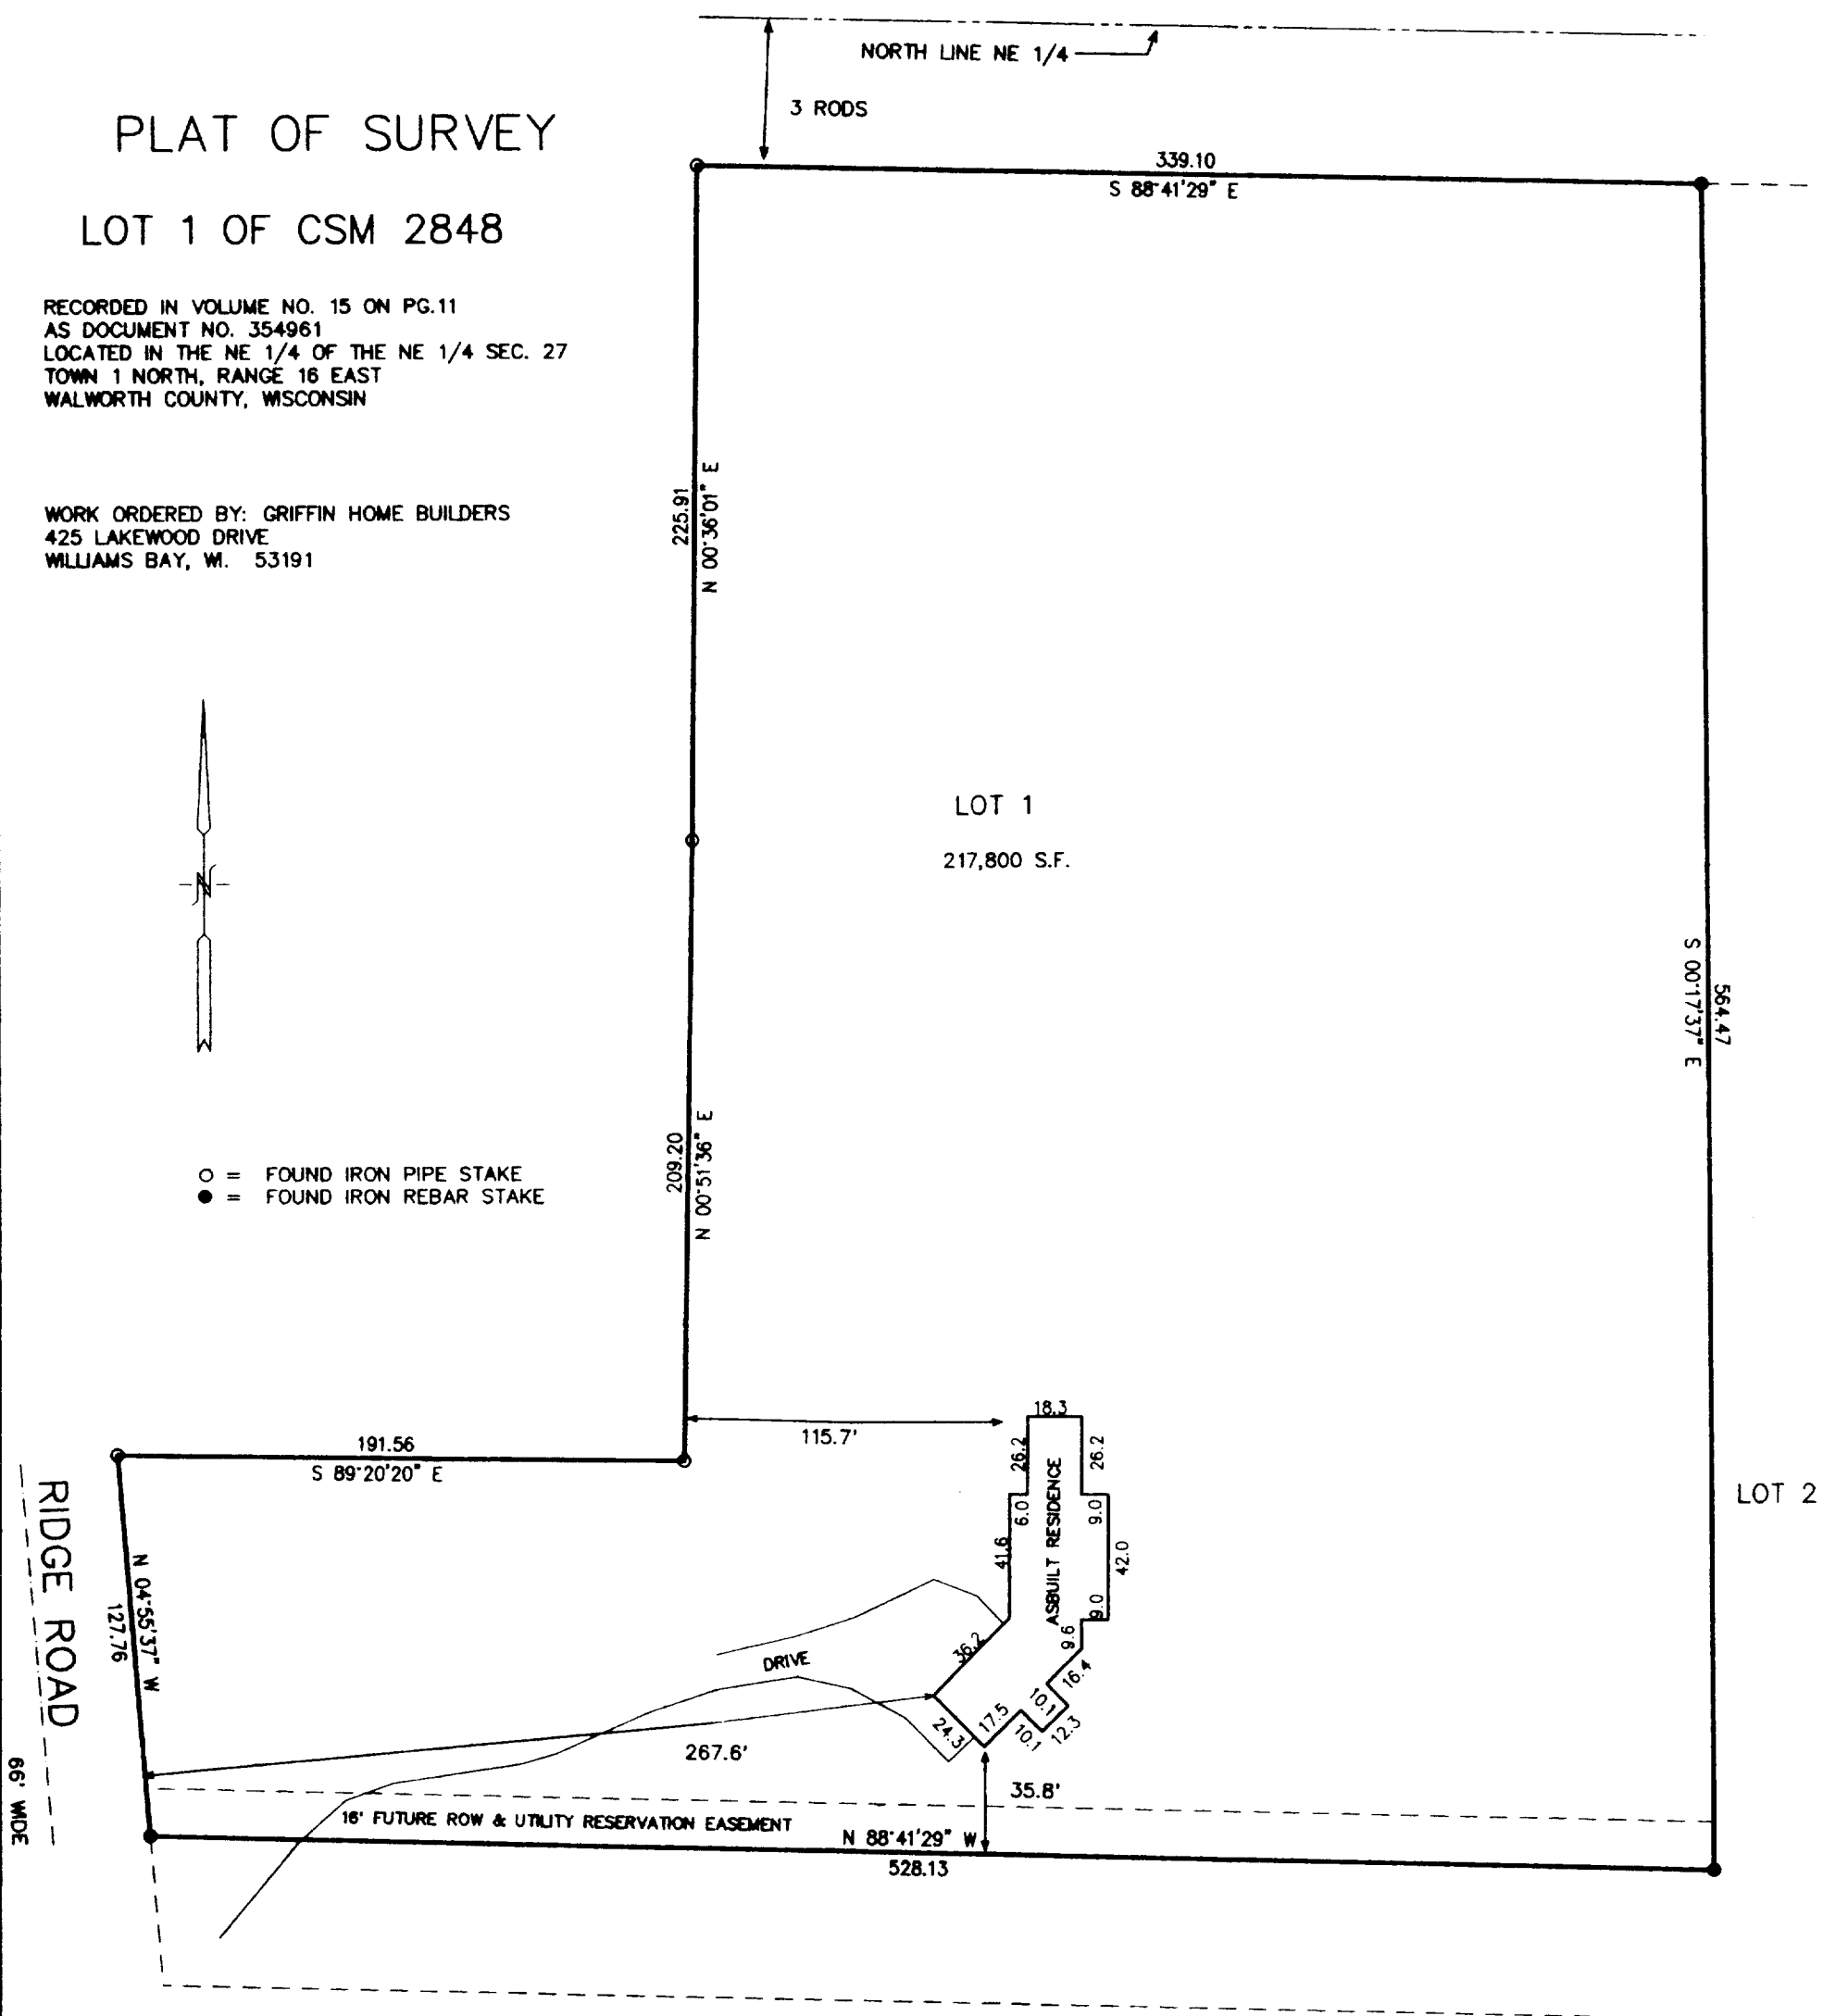 NORTH LINE NE 1/4
3 RODS
PLAT OF SURVEY
339.10
S 88°41'29" E
LOT 1 OF CSM 2848
RECORDED IN VOLUME NO. 15 ON PG.11
AS DOCUMENT NO. 354961
LOCATED IN THE NE 1/4 OF THE NE 1/4 SEC. 27
TOWN 1 NORTH, RANGE 16 EAST
WALWORTH COUNTY, WISCONSIN
225.91
N 00°36'01" E
WORK ORDERED BY: GRIFFIN HOME BUILDERS
425 LAKEWOOD DRIVE
WILLIAMS BAY, WI. 53191
LOT 1
217,800 S.F.
N
564.47
S 00°17'37" E
209.20
N 00°51'36" E
O = FOUND IRON PIPE STAKE
● = FOUND IRON REBAR STAKE
191.56
S 89°20'20" E
115.7'
18.3
26.2
26.2
6.0
9.0
41.6
ASBUILT RESIDENCE
42.0
9.0
9.6
36.2
16.4
10.1
12.3
10.1
17.5
24.3
LOT 2
RIDGE ROAD
66' WIDE
N 04°55'37" W
127.76
DRIVE
267.6'
35.8'
16' FUTURE ROW & UTILITY RESERVATION EASEMENT
N 88°41'29" W
528.13